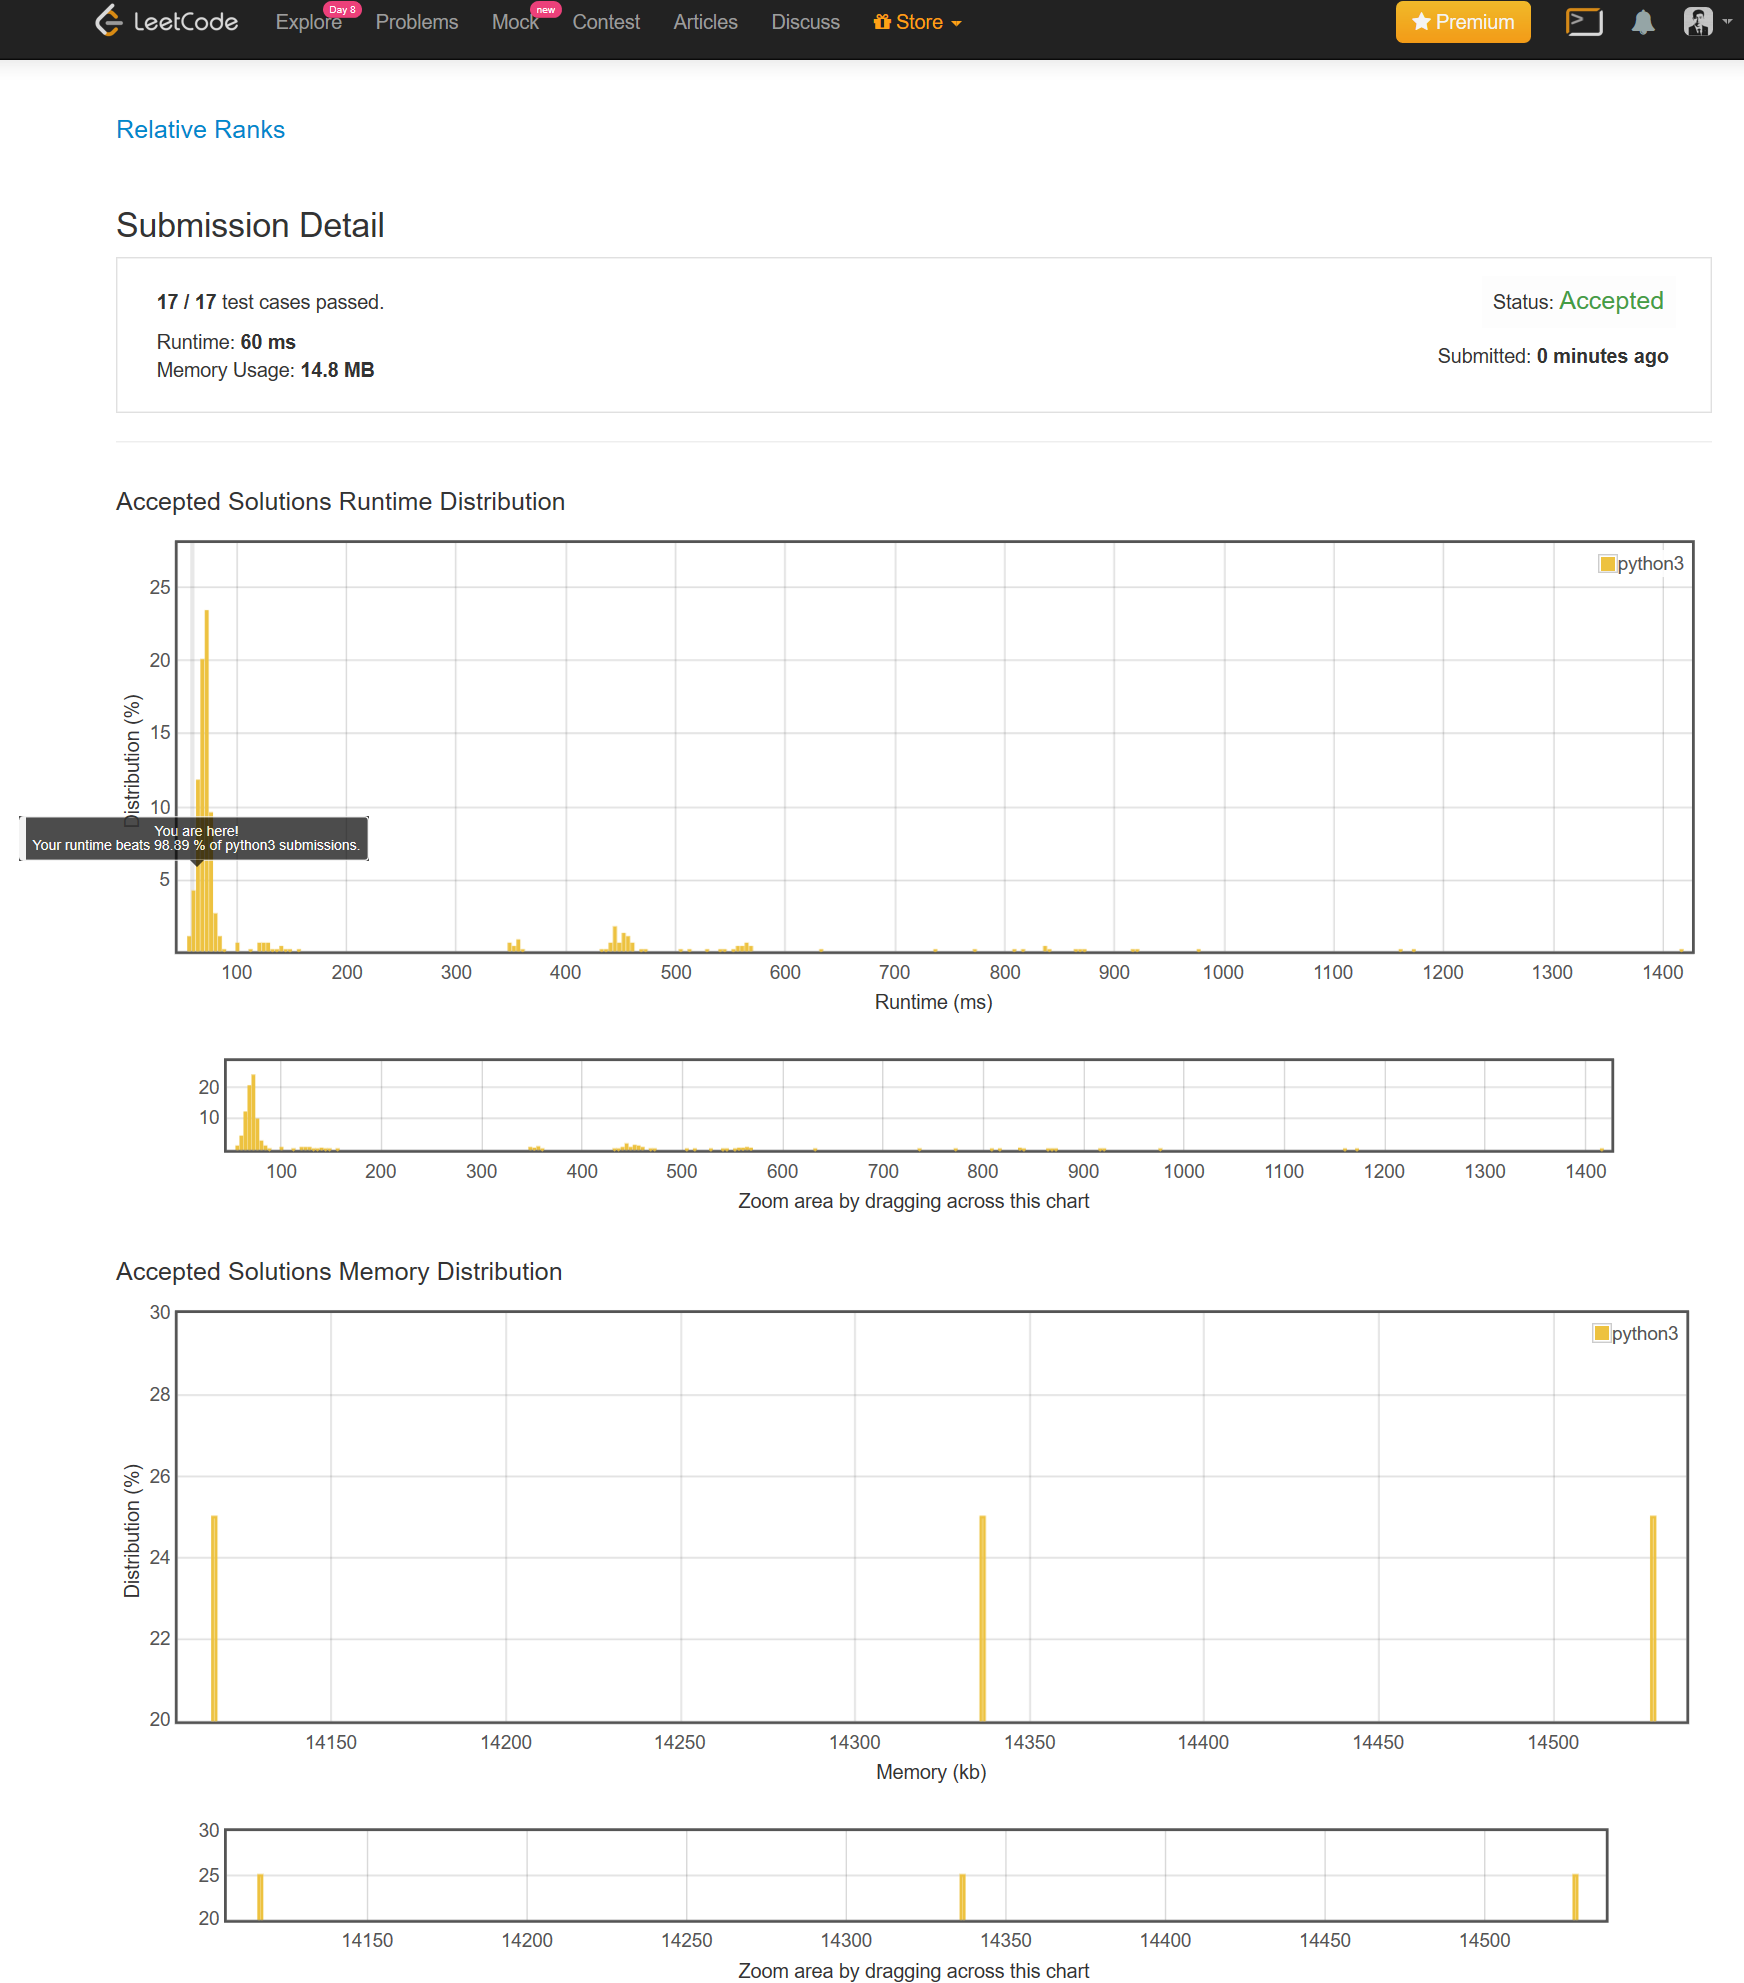 LeetCode Explore Day 8 Problems Mock new Contest Articles Discuss Store Premium
Relative Ranks
Submission Detail
17 / 17 test cases passed.
Status: Accepted
Runtime: 60 ms
Submitted: 0 minutes ago
Memory Usage: 14.8 MB
Accepted Solutions Runtime Distribution
python3
25
20
15
10
5
Distribution (%)
You are here!
Your runtime beats 98.89 % of python3 submissions.
100 200 300 400 500 600 700 800 900 1000 1100 1200 1300 1400
Runtime (ms)
20
10
100 200 300 400 500 600 700 800 900 1000 1100 1200 1300 1400
Zoom area by dragging across this chart
Accepted Solutions Memory Distribution
python3
30
28
26
24
22
20
Distribution (%)
14150 14200 14250 14300 14350 14400 14450 14500
Memory (kb)
30
25
20
14150 14200 14250 14300 14350 14400 14450 14500
Zoom area by dragging across this chart